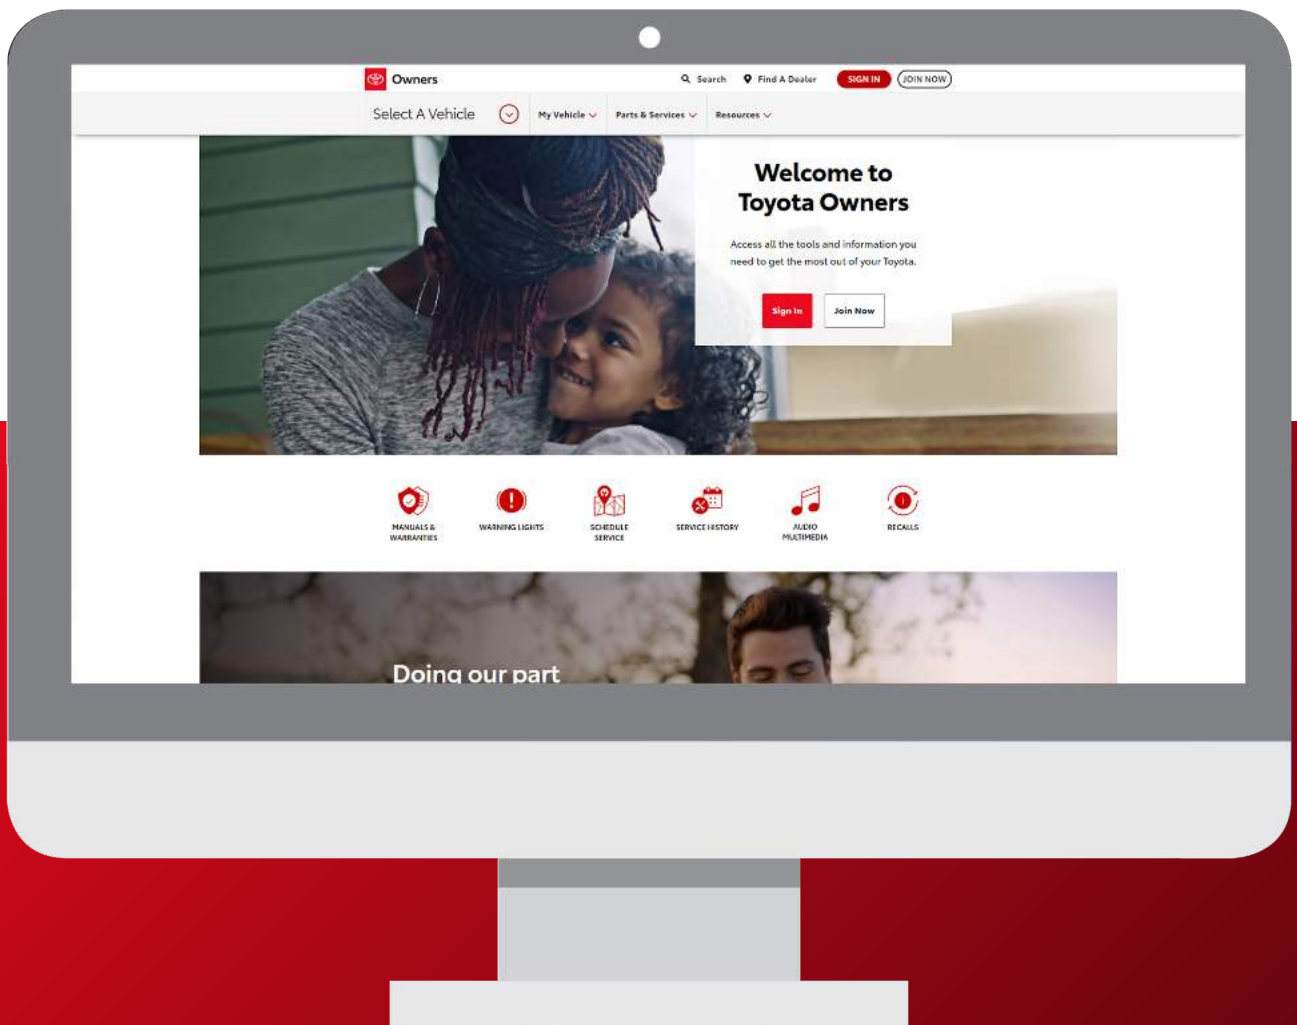 Owners
Search
Find A Dealer
SIGN IN
JOIN NOW
Select A Vehicle
My Vehicle
Parts & Services
Resources
Welcome to
Toyota Owners
Access all the tools and information you
need to get the most out of your Toyota.
Sign In
Join Now
MANUALS &
WARRANTIES
WARNING LIGHTS
SCHEDULE
SERVICE
SERVICE HISTORY
AUDIO
MULTIMEDIA
RECALLS
Doing our part